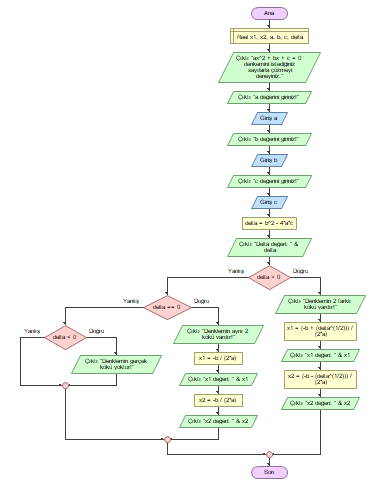 Ana
Real x1, x2, a, b, c, delta
Çıktı "ax^2 + bx + c = 0
denklemini istediğiniz
sayılarla çözmeyi
deneyiniz."
Çıktı "a değerini giriniz!"
Giriş a
Çıktı "b değerini giriniz!"
Giriş b
Çıktı "c değerini giriniz!"
Giriş c
delta = b^2 - 4*a*c
Çıktı "Delta değeri: " &
delta
Yanlış
delta > 0
Doğru
Yanlış
delta == 0
Doğru
Çıktı "Denklemin 2 farklı
kökü vardır!"
Yanlış
delta < 0
Doğru
Çıktı "Denklemin aynı 2
kökü vardır!"
x1 = (-b + (delta^(1/2))) /
(2*a)
Çıktı "Denklemin gerçek
kökü yoktur!"
x1 = -b / (2*a)
Çıktı "x1 değeri: " & x1
Çıktı "x1 değeri: " & x1
x2 = (-b - (delta^(1/2))) /
(2*a)
x2 = -b / (2*a)
Çıktı "x2 değeri: " & x2
Çıktı "x2 değeri: " & x2
Son